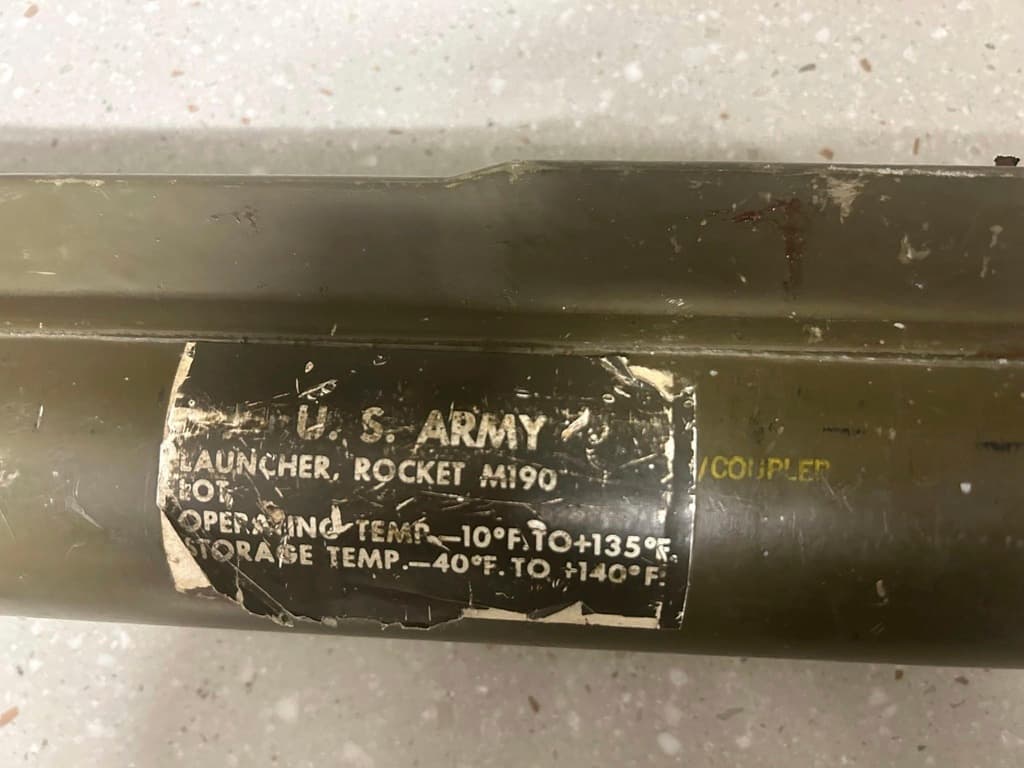 U. S. ARMY
LAUNCHER, ROCKET M190
LOT
OPERATING TEMP.—10°F. TO+135°F.
STORAGE TEMP.—40°F. TO +140°F.
/COUPLER